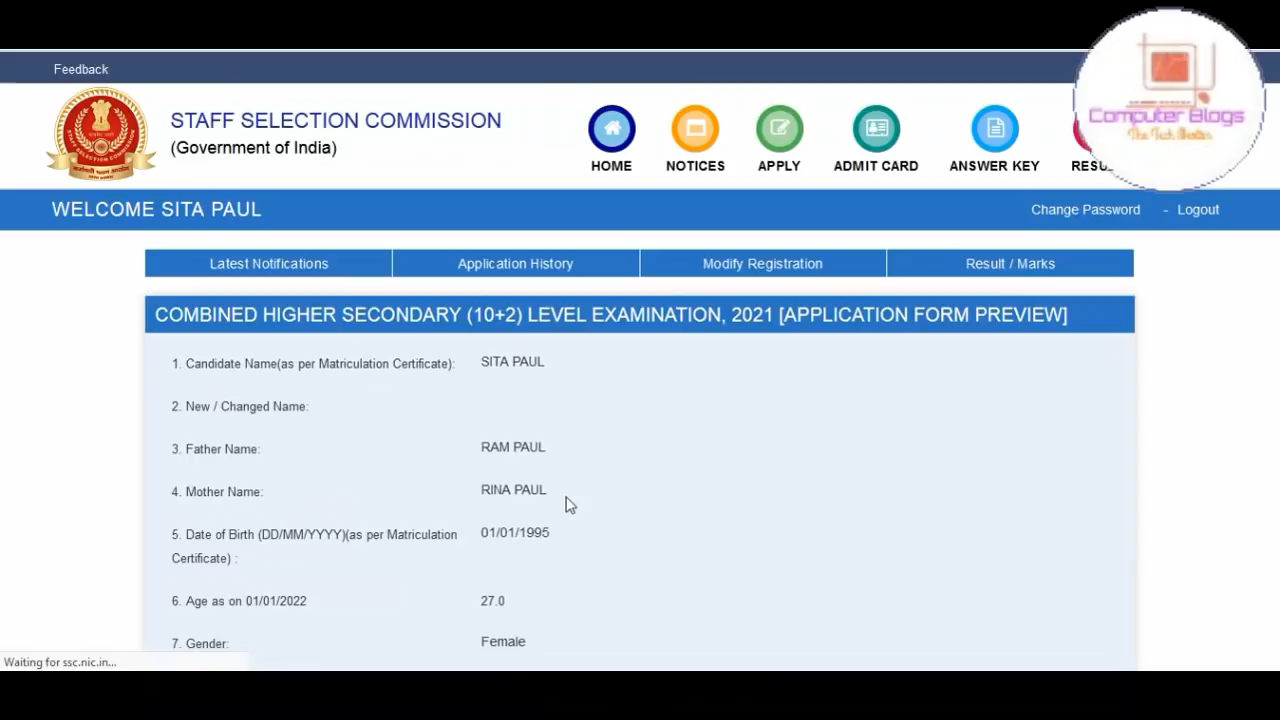 Feedback
STAFF SELECTION COMMISSION
(Government of India)
HOME
NOTICES
APPLY
ADMIT CARD
ANSWER KEY
Computer Blogs
WELCOME SITA PAUL
Change Password - Logout
Latest Notifications
Application History
Modify Registration
Result / Marks
COMBINED HIGHER SECONDARY (10+2) LEVEL EXAMINATION, 2021 [APPLICATION FORM PREVIEW]
1. Candidate Name(as per Matriculation Certificate): SITA PAUL
2. New / Changed Name:
3. Father Name: RAM PAUL
4. Mother Name: RINA PAUL
5. Date of Birth (DD/MM/YYYY)(as per Matriculation 01/01/1995
Certificate) :
6. Age as on 01/01/2022 27.0
7. Gender: Female
Waiting for ssc.nic.in...